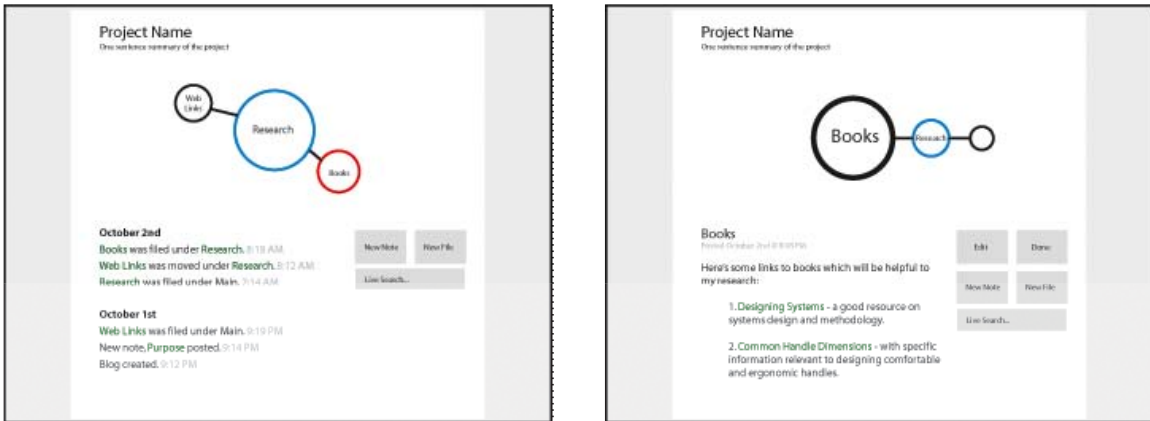 Project Name
One sentence summary of the project
Web
Links
Research
Books
October 2nd
Books was filed under Research. 8:18 AM
Web Links was moved under Research. 8:12 AM
Research was filed under Main. 7:14 AM
New Note
New File
Live Search...
October 1st
Web Links was filed under Main. 9:19 PM
New note, Purpose posted. 9:14 PM
Blog created. 9:12 PM
Project Name
One sentence summary of the project
Books
Research
Books
Posted October 2nd @
Here's some links to books which will be helpful to
my research:
1. Designing Systems - a good resource on
systems design and methodology.
2. Common Handle Dimensions - with specific
information relevant to designing comfortable
and ergonomic handles.
Edit
Done
New Note
New File
Live Search...